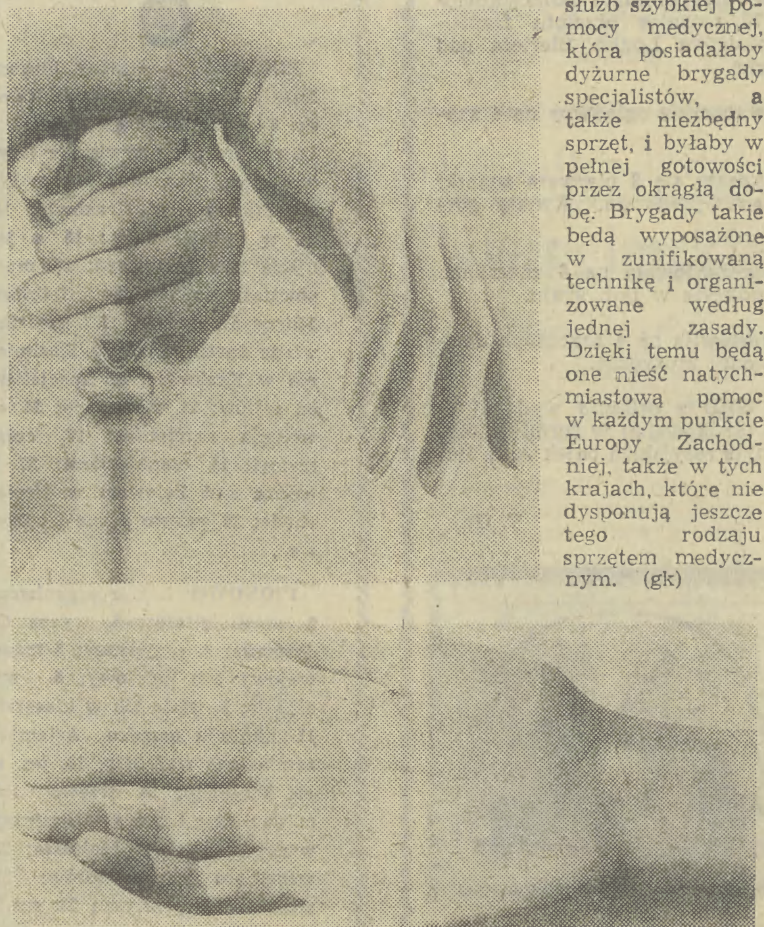 służb szybkiej po-
mocy medycznej,
która posiadałaby
dyżurne brygady
specjalistów, a
także niezbędny
sprzęt, i byłaby w
pełnej gotowości
przez okrągłą do-
bę. Brygady takie
będą wyposażone
w zunifikowaną
technikę i organi-
zowane według
jednej zasady.
Dzięki temu będą
one nieść natych-
miastową pomoc
w każdym punkcie
Europy Zachod-
niej, także w tych
krajach, które nie
dysponują jeszcze
tego rodzaju
sprzętem medycz-
nym. (gk)